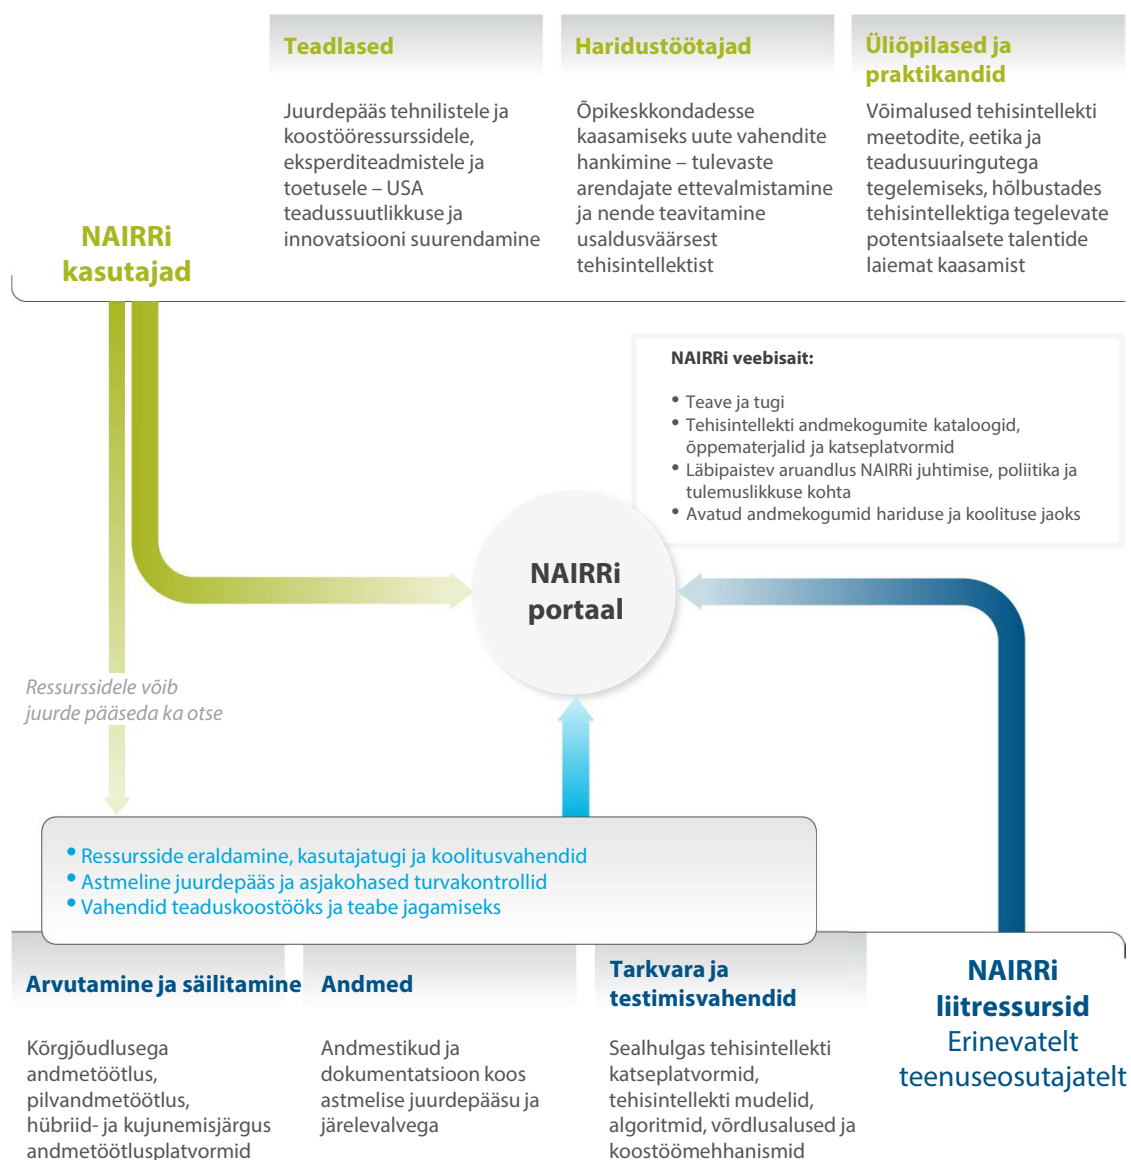 Teadlased
Juurdepääs tehnilistele ja
koostööressurssidele,
eksperditeadmistele ja
toetusele – USA
teadussuutlikkuse ja
innovatsiooni suurendamine
Haridustöötajad
Õpikeskkondadesse
kaasamiseks uute vahendite
hankimine – tulevaste
arendajate ettevalmistamine
ja nende teavitamine
usaldusväärsest
tehisintellektist
Üliõpilased ja
praktikandid
Võimalused tehisintellekti
meetodite, eetika ja
teadusuuringutega
tegelemiseks, hõlbustades
tehisintellektiga tegelevate
potentsiaalsete talentide
laiemat kaasamist
NAIRRi
kasutajad
NAIRRi veebisait:
• Teave ja tugi
• Tehisintellekti andmekogumite kataloogid,
õppematerjalid ja katseplatvormid
• Läbipaistev aruandlus NAIRRi juhtimise, poliitika ja
tulemuslikkuse kohta
• Avatud andmekogumid hariduse ja koolituse jaoks
NAIRRi
portaal
Ressurssidele võib
juurde pääseda ka otse
• Ressursside eraldamine, kasutajatugi ja koolitusvahendid
• Astmeline juurdepääs ja asjakohased turvakontrollid
• Vahendid teaduskoostööks ja teabe jagamiseks
Arvutamine ja säilitamine
Kõrgjõudlusega
andmetöötlus,
pilvandmetöötlus,
hübriid- ja kujunemisjärgus
andmetöötlusplatvormid
Andmed
Andmestikud ja
dokumentatsioon koos
astmelise juurdepääsu ja
järelevalvega
Tarkvara ja
testimisvahendid
Sealhulgas tehisintellekti
katseplatvormid,
tehisintellekti mudelid,
algoritmid, võrdlusalused ja
koostöömehhanismid
NAIRRi
liitressursid
Erinevatelt
teenuseosutajatelt